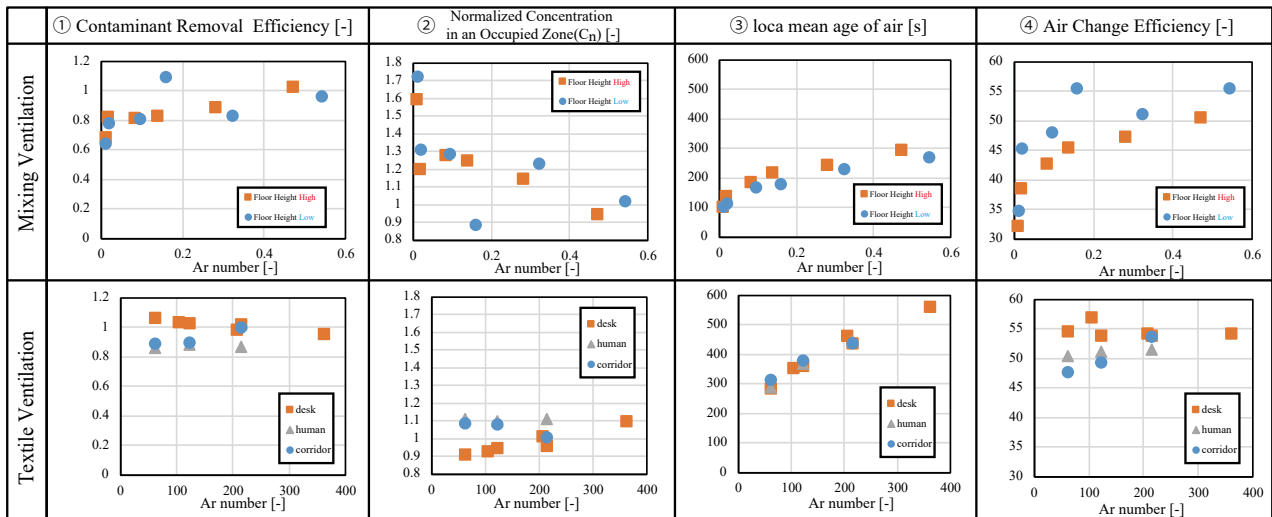 ① Contaminant Removal Efficiency [-]
② Normalized Concentration
in an Occupied Zone(Cn) [-]
③ loca mean age of air [s]
④ Air Change Efficiency [-]
Mixing Ventilation
1.2
1
0.8
0.6
0.4
0.2
0
Floor Height High
Floor Height Low
0
0.2
0.4
0.6
Ar number [-]
1.8
1.7
1.6
1.5
1.4
1.3
1.2
1.1
1
0.9
0.8
Floor Height High
Floor Height Low
0
0.2
0.4
0.6
Ar number [-]
600
500
400
300
200
100
0
Floor Height High
Floor Height Low
0
0.2
0.4
0.6
Ar number [-]
60
55
50
45
40
35
30
Floor Height High
Floor Height Low
0
0.2
0.4
0.6
Ar number [-]
Textile Ventilation
1.2
1
0.8
0.6
0.4
0.2
0
desk
human
corridor
0
100
200
300
400
Ar number [-]
1.8
1.7
1.6
1.5
1.4
1.3
1.2
1.1
1
0.9
0.8
desk
human
corridor
0
100
200
300
400
Ar number [-]
600
500
400
300
200
100
0
desk
human
corridor
0
100
200
300
400
Ar number [-]
60
55
50
45
40
35
30
desk
human
corridor
0
100
200
300
400
Ar number [-]